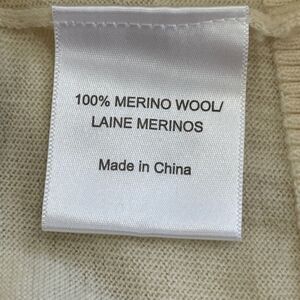 100% MERINO WOOL/
LAINE MERINOS
Made in China